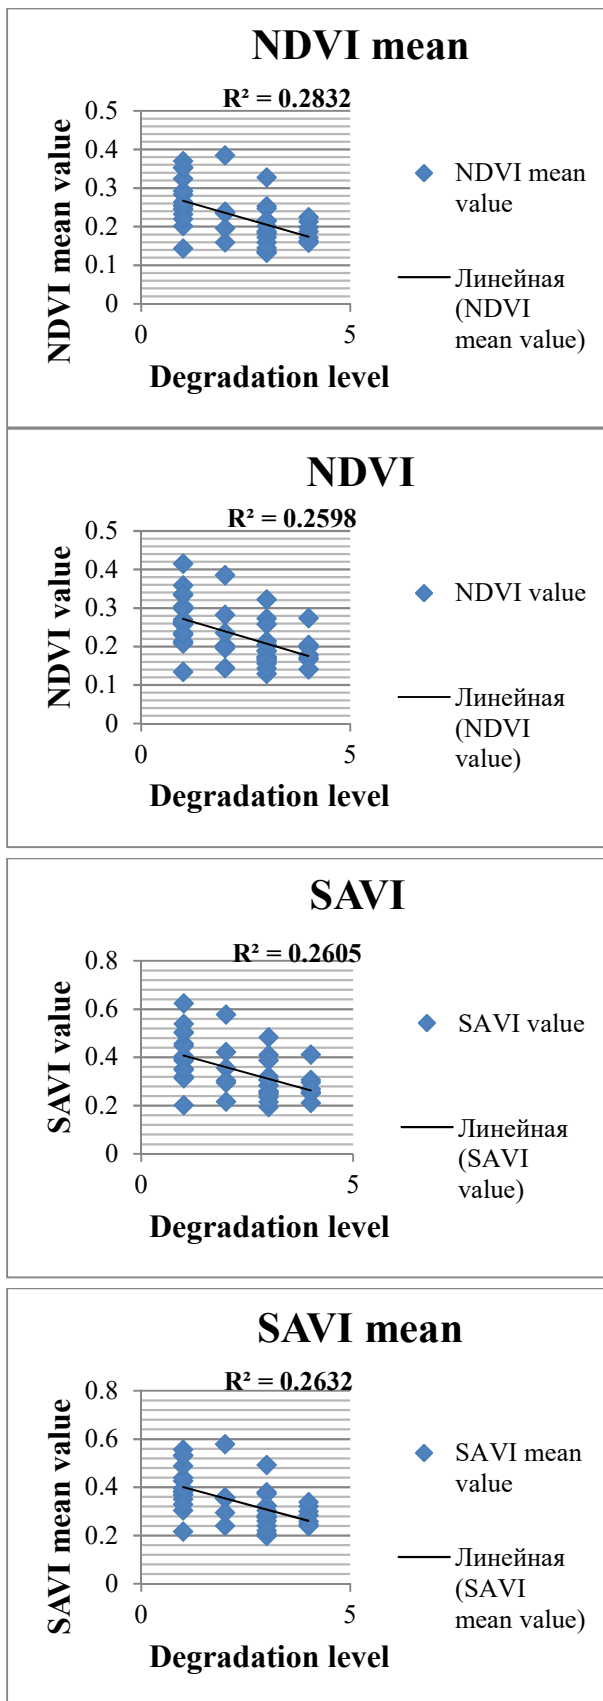 NDVI mean
R² = 0.2832
0.5
0.4
0.3
0.2
0.1
0
0
5
NDVI mean value
Degradation level
NDVI mean
value
Линейная
(NDVI
mean value)
NDVI
R² = 0.2598
0.5
0.4
0.3
0.2
0.1
0
0
5
NDVI value
Degradation level
NDVI value
Линейная
(NDVI
value)
SAVI
R² = 0.2605
0.8
0.6
0.4
0.2
0
0
5
SAVI value
Degradation level
SAVI value
Линейная
(SAVI
value)
SAVI mean
R² = 0.2632
0.8
0.6
0.4
0.2
0
0
5
SAVI mean value
Degradation level
SAVI mean
value
Линейная
(SAVI
mean value)